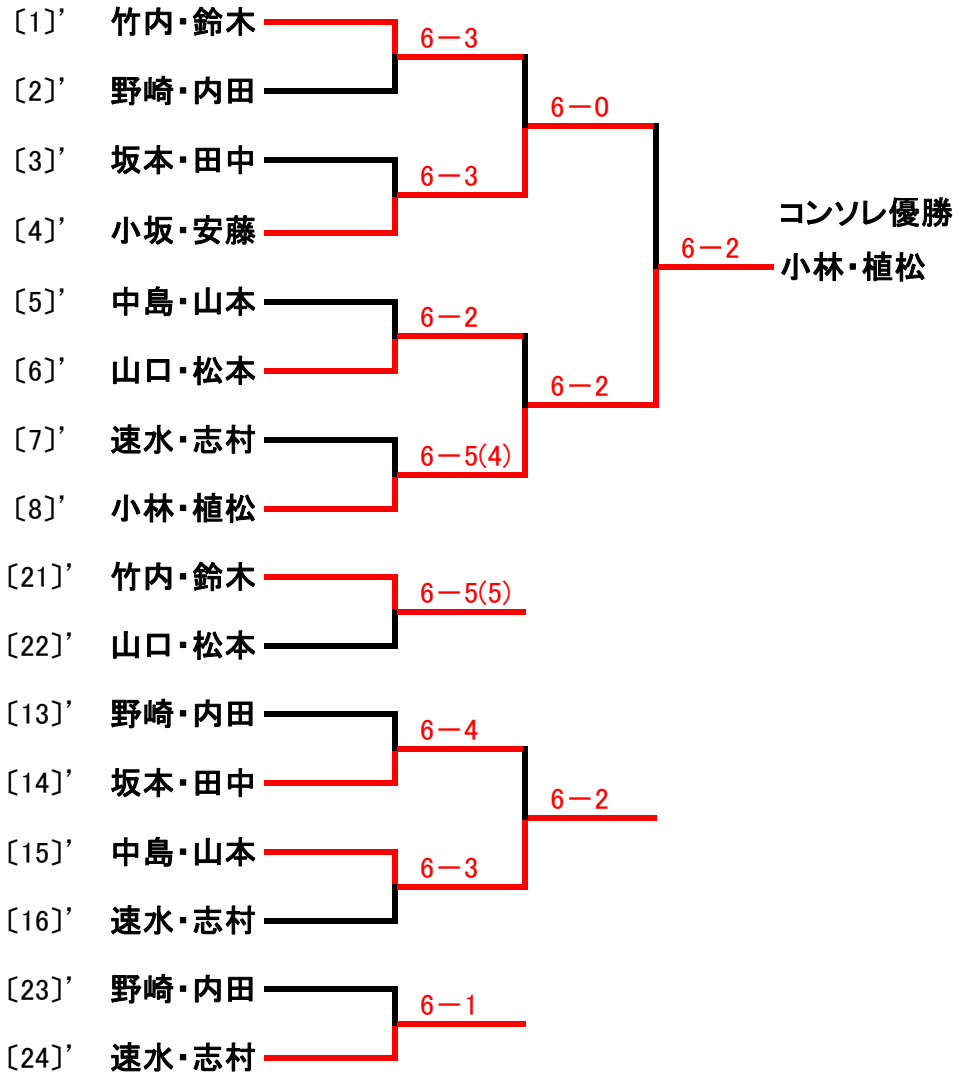 〔1〕’ 竹内・鈴木
6－3
〔2〕’ 野崎・内田
6－0
〔3〕’ 坂本・田中
6－3
〔4〕’ 小坂・安藤
コンソレ優勝
6－2
小林・植松
〔5〕’ 中島・山本
6－2
〔6〕’ 山口・松本
6－2
〔7〕’ 速水・志村
6－5(4)
〔8〕’ 小林・植松
〔21〕’ 竹内・鈴木
6－5(5)
〔22〕’ 山口・松本
〔13〕’ 野崎・内田
6－4
〔14〕’ 坂本・田中
6－2
〔15〕’ 中島・山本
6－3
〔16〕’ 速水・志村
〔23〕’ 野崎・内田
6－1
〔24〕’ 速水・志村